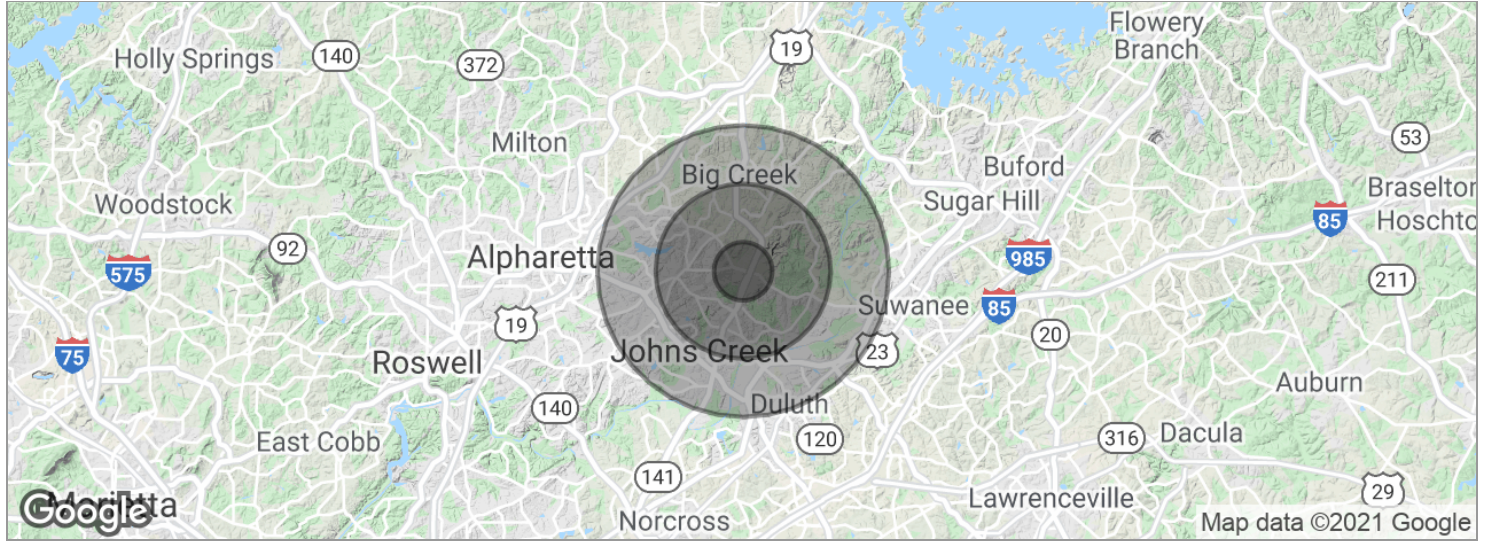 Flowery
Branch
19
Holly Springs
140
372
53
Milton
Buford
Big Creek
Braselton
Woodstock
Sugar Hill
85
Hoschto
92
Alpharetta
985
575
211
Suwanee
85
19
20
Johns Creek
23
75
Roswell
Auburn
140
Duluth
120
316
Dacula
East Cobb
141
29
Lawrenceville
Marietta
Google
Norcross
Map data ©2021 Google